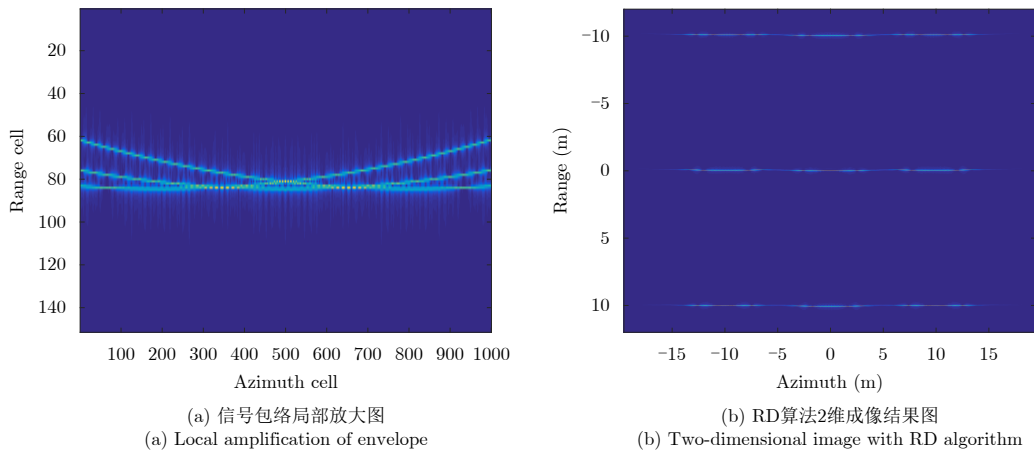 20
40
60
80
100
120
140
Range cell
100 200 300 400 500 600 700 800 900 1000
Azimuth cell
(a) 信号包络局部放大图
(a) Local amplification of envelope
−10
−5
0
5
10
Range (m)
−15 −10 −5 0 5 10 15
Azimuth (m)
(b) RD算法2维成像结果图
(b) Two-dimensional image with RD algorithm